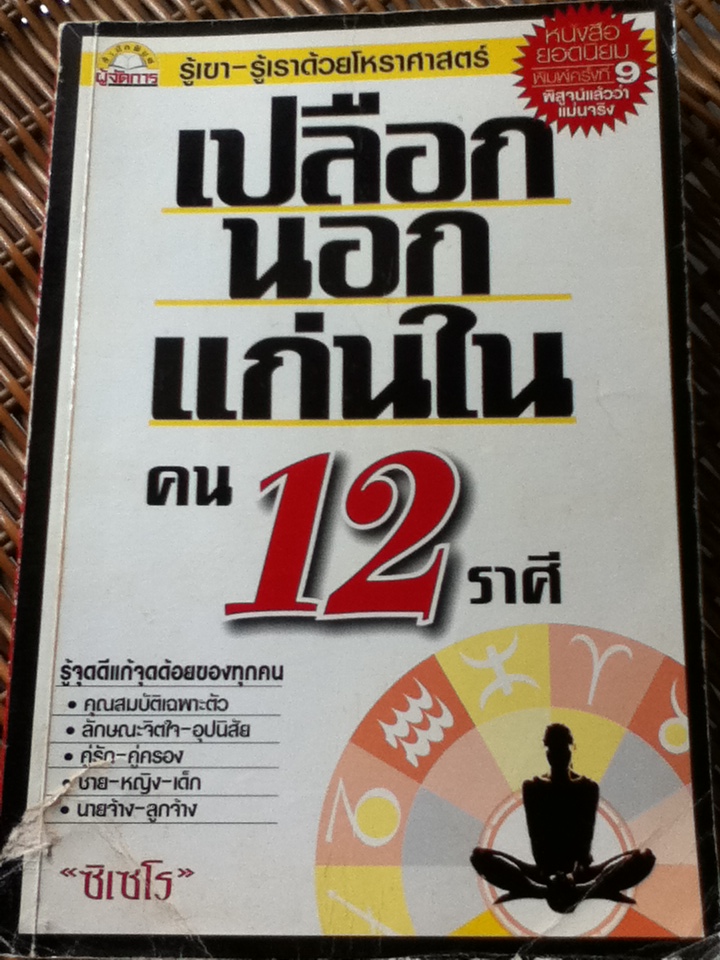 สำนักพิมพ์
ผู้จัดการ
รู้เขา-รู้เราด้วยโหราศาสตร์
หนังสือ
ยอดนิยม
พิมพ์ครั้งที่ 9
พิสูจน์แล้วว่า
แม่นจริง
เปลือก
นอก
แก่นใน
คน 12 ราศี
รู้จุดดีแก้จุดด้อยของทุกคน
• คุณสมบัติเฉพาะตัว
• ลักษณะจิตใจ-อุปนิสัย
• คู่รัก-คู่ครอง
• ชาย-หญิง-เด็ก
• นายจ้าง-ลูกจ้าง
“ซิเซโร”